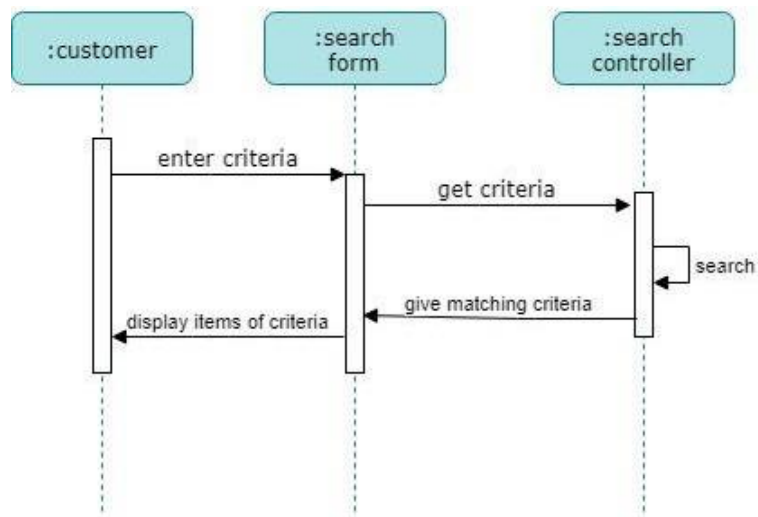 :customer
:search
form
:search
controller
enter criteria
get criteria
search
give matching criteria
display items of criteria